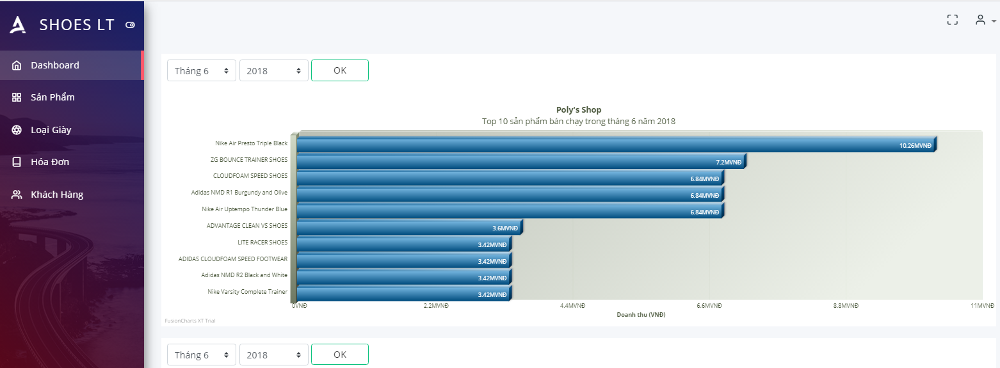 SHOES LT
Dashboard
Sản Phẩm
Loại Giày
Hóa Đơn
Khách Hàng
Tháng 6 2018 OK
Poly's Shop
Top 10 sản phẩm bán chạy trong tháng 6 năm 2018
Nike Air Presto Triple Black 10.26MVNĐ
ZG BOUNCE TRAINER SHOES 7.2MVNĐ
CLOUDFOAM SPEED SHOES 6.84MVNĐ
Adidas NMD R1 Burgundy and Olive 6.84MVNĐ
Nike Air Uptempo Thunder Blue 6.84MVNĐ
ADVANTAGE CLEAN VS SHOES 3.6MVNĐ
LITE RACER SHOES 3.42MVNĐ
ADIDAS CLOUDFOAM SPEED FOOTWEAR 3.42MVNĐ
Adidas NMD R2 Black and White 3.42MVNĐ
Nike Varsity Complete Trainer 3.42MVNĐ
0VNĐ 2.2MVNĐ 4.4MVNĐ 6.6MVNĐ 8.8MVNĐ 11MVNĐ
Doanh thu (VNĐ)
FusionCharts XT Trial
Tháng 6 2018 OK